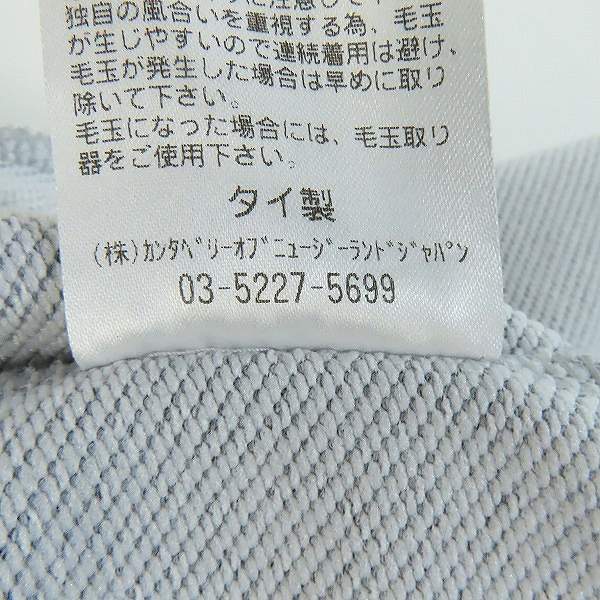 独自の風合いを重視する為、毛玉
が生じやすいので連続着用は避け、
毛玉が発生した場合は早めに取り
除いて下さい。
毛玉になった場合には、毛玉取り
器をご使用下さい。
タイ製
(株)ｶﾝﾀﾍﾞﾘｰｵﾌﾞﾆｭｰｼﾞｰﾗﾝﾄﾞｼﾞｬﾊﾟﾝ
03-5227-5699